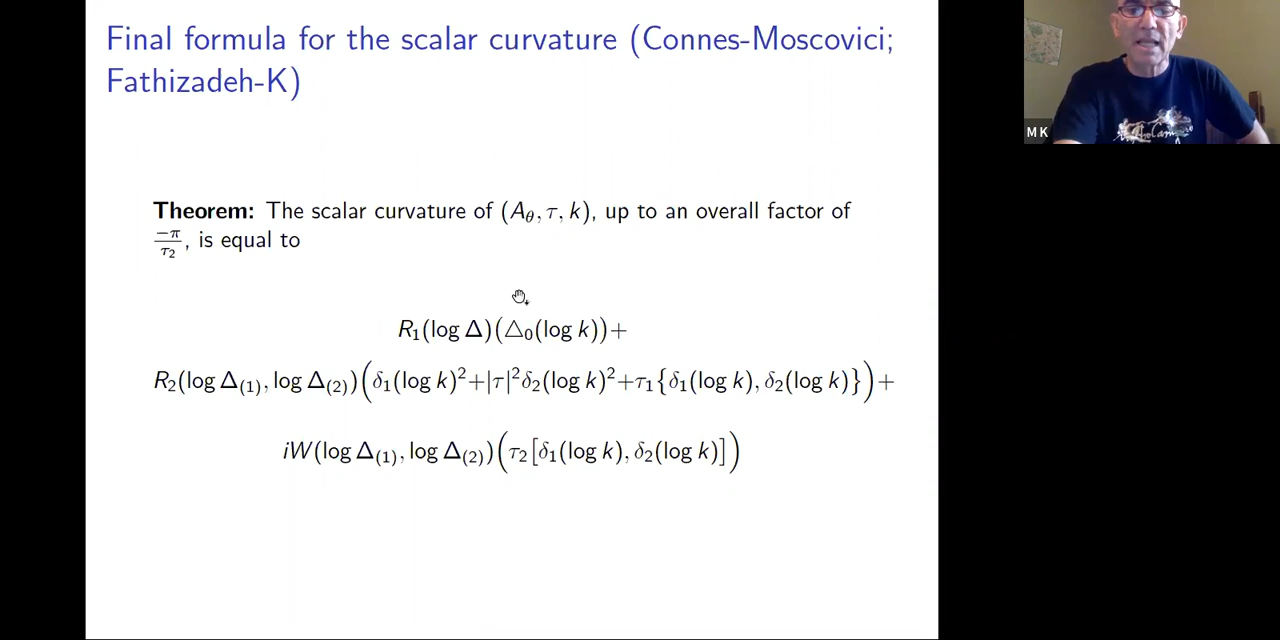 Final formula for the scalar curvature (Connes-Moscovici;
Fathizadeh-K)
M K
Theorem: The scalar curvature of (A_θ, τ, k), up to an overall factor of
−π/τ₂, is equal to
R₁(log Δ)(△₀(log k))+
R₂(log Δ₍₁₎, log Δ₍₂₎)(δ₁(log k)²+|τ|²δ₂(log k)²+τ₁{δ₁(log k), δ₂(log k)})+
iW(log Δ₍₁₎, log Δ₍₂₎)(τ₂[δ₁(log k), δ₂(log k)])